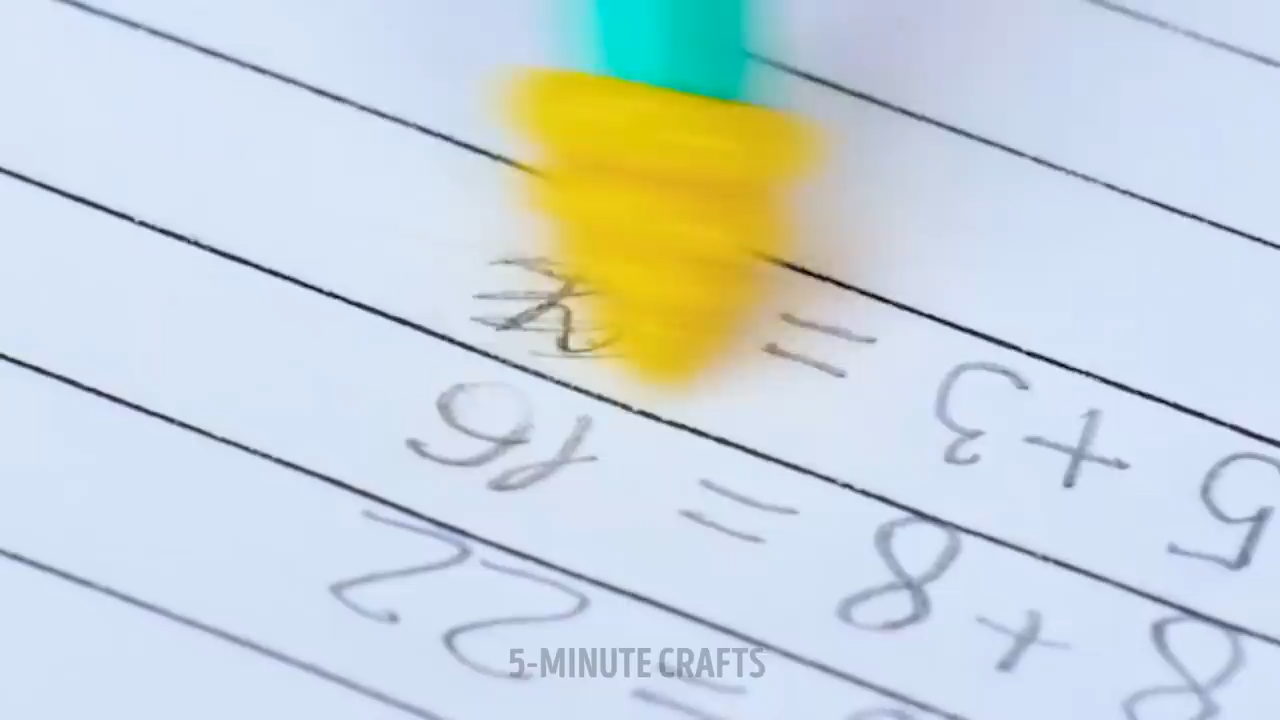 = 22
8 + 8 = 16
5 + 3 =
5-MINUTE CRAFTS